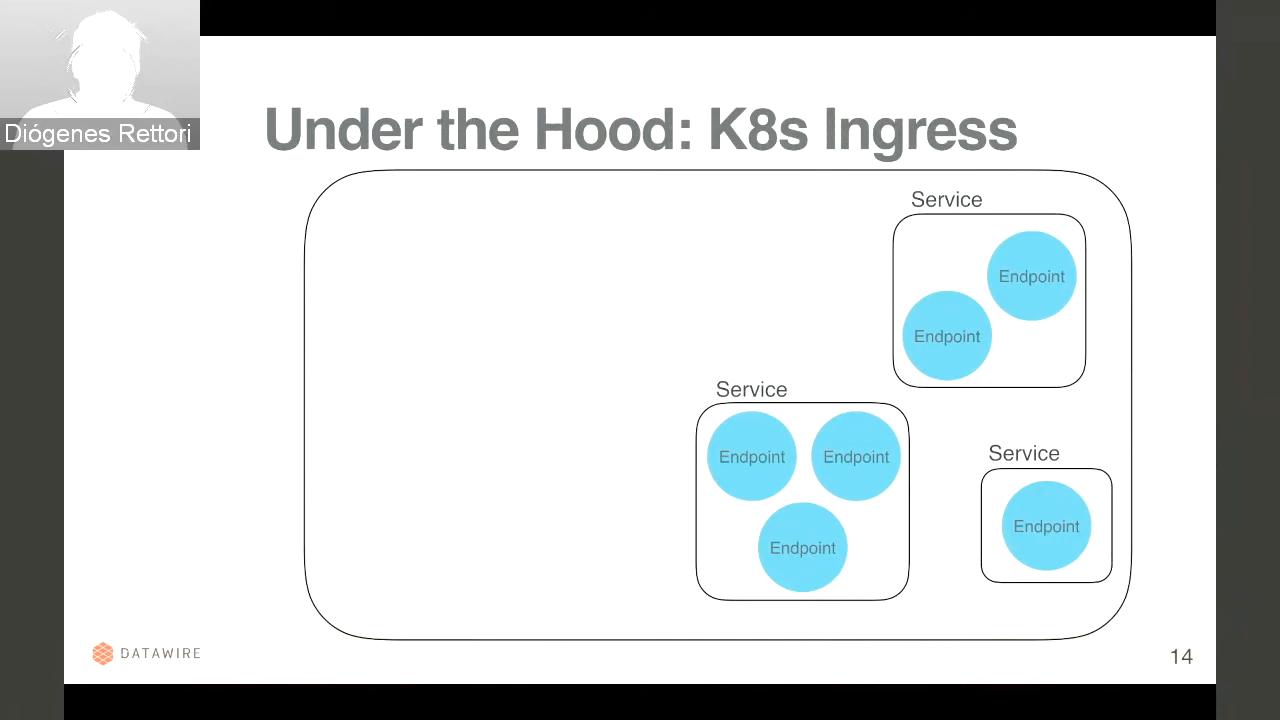 Diógenes Rettori
Under the Hood: K8s Ingress
Service
Endpoint
Endpoint
Service
Endpoint
Endpoint
Endpoint
Service
Endpoint
DATAWIRE
14